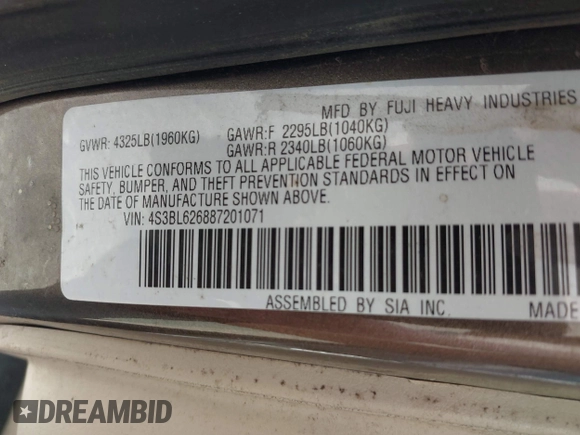 MFD BY FUJI HEAVY INDUSTRIES
GVWR: 4325LB(1960KG) GAWR:F 2295LB(1040KG)
GAWR:R 2340LB(1060KG)
THIS VEHICLE CONFORMS TO ALL APPLICABLE FEDERAL MOTOR VEHICLE
SAFETY, BUMPER, AND THEFT PREVENTION STANDARDS IN EFFECT ON
THE DATE OF MANUFACTURE SHOWN ABOVE.
VIN: 4S3BL626887201071
ASSEMBLED BY SIA INC. MADE
DREAMBID